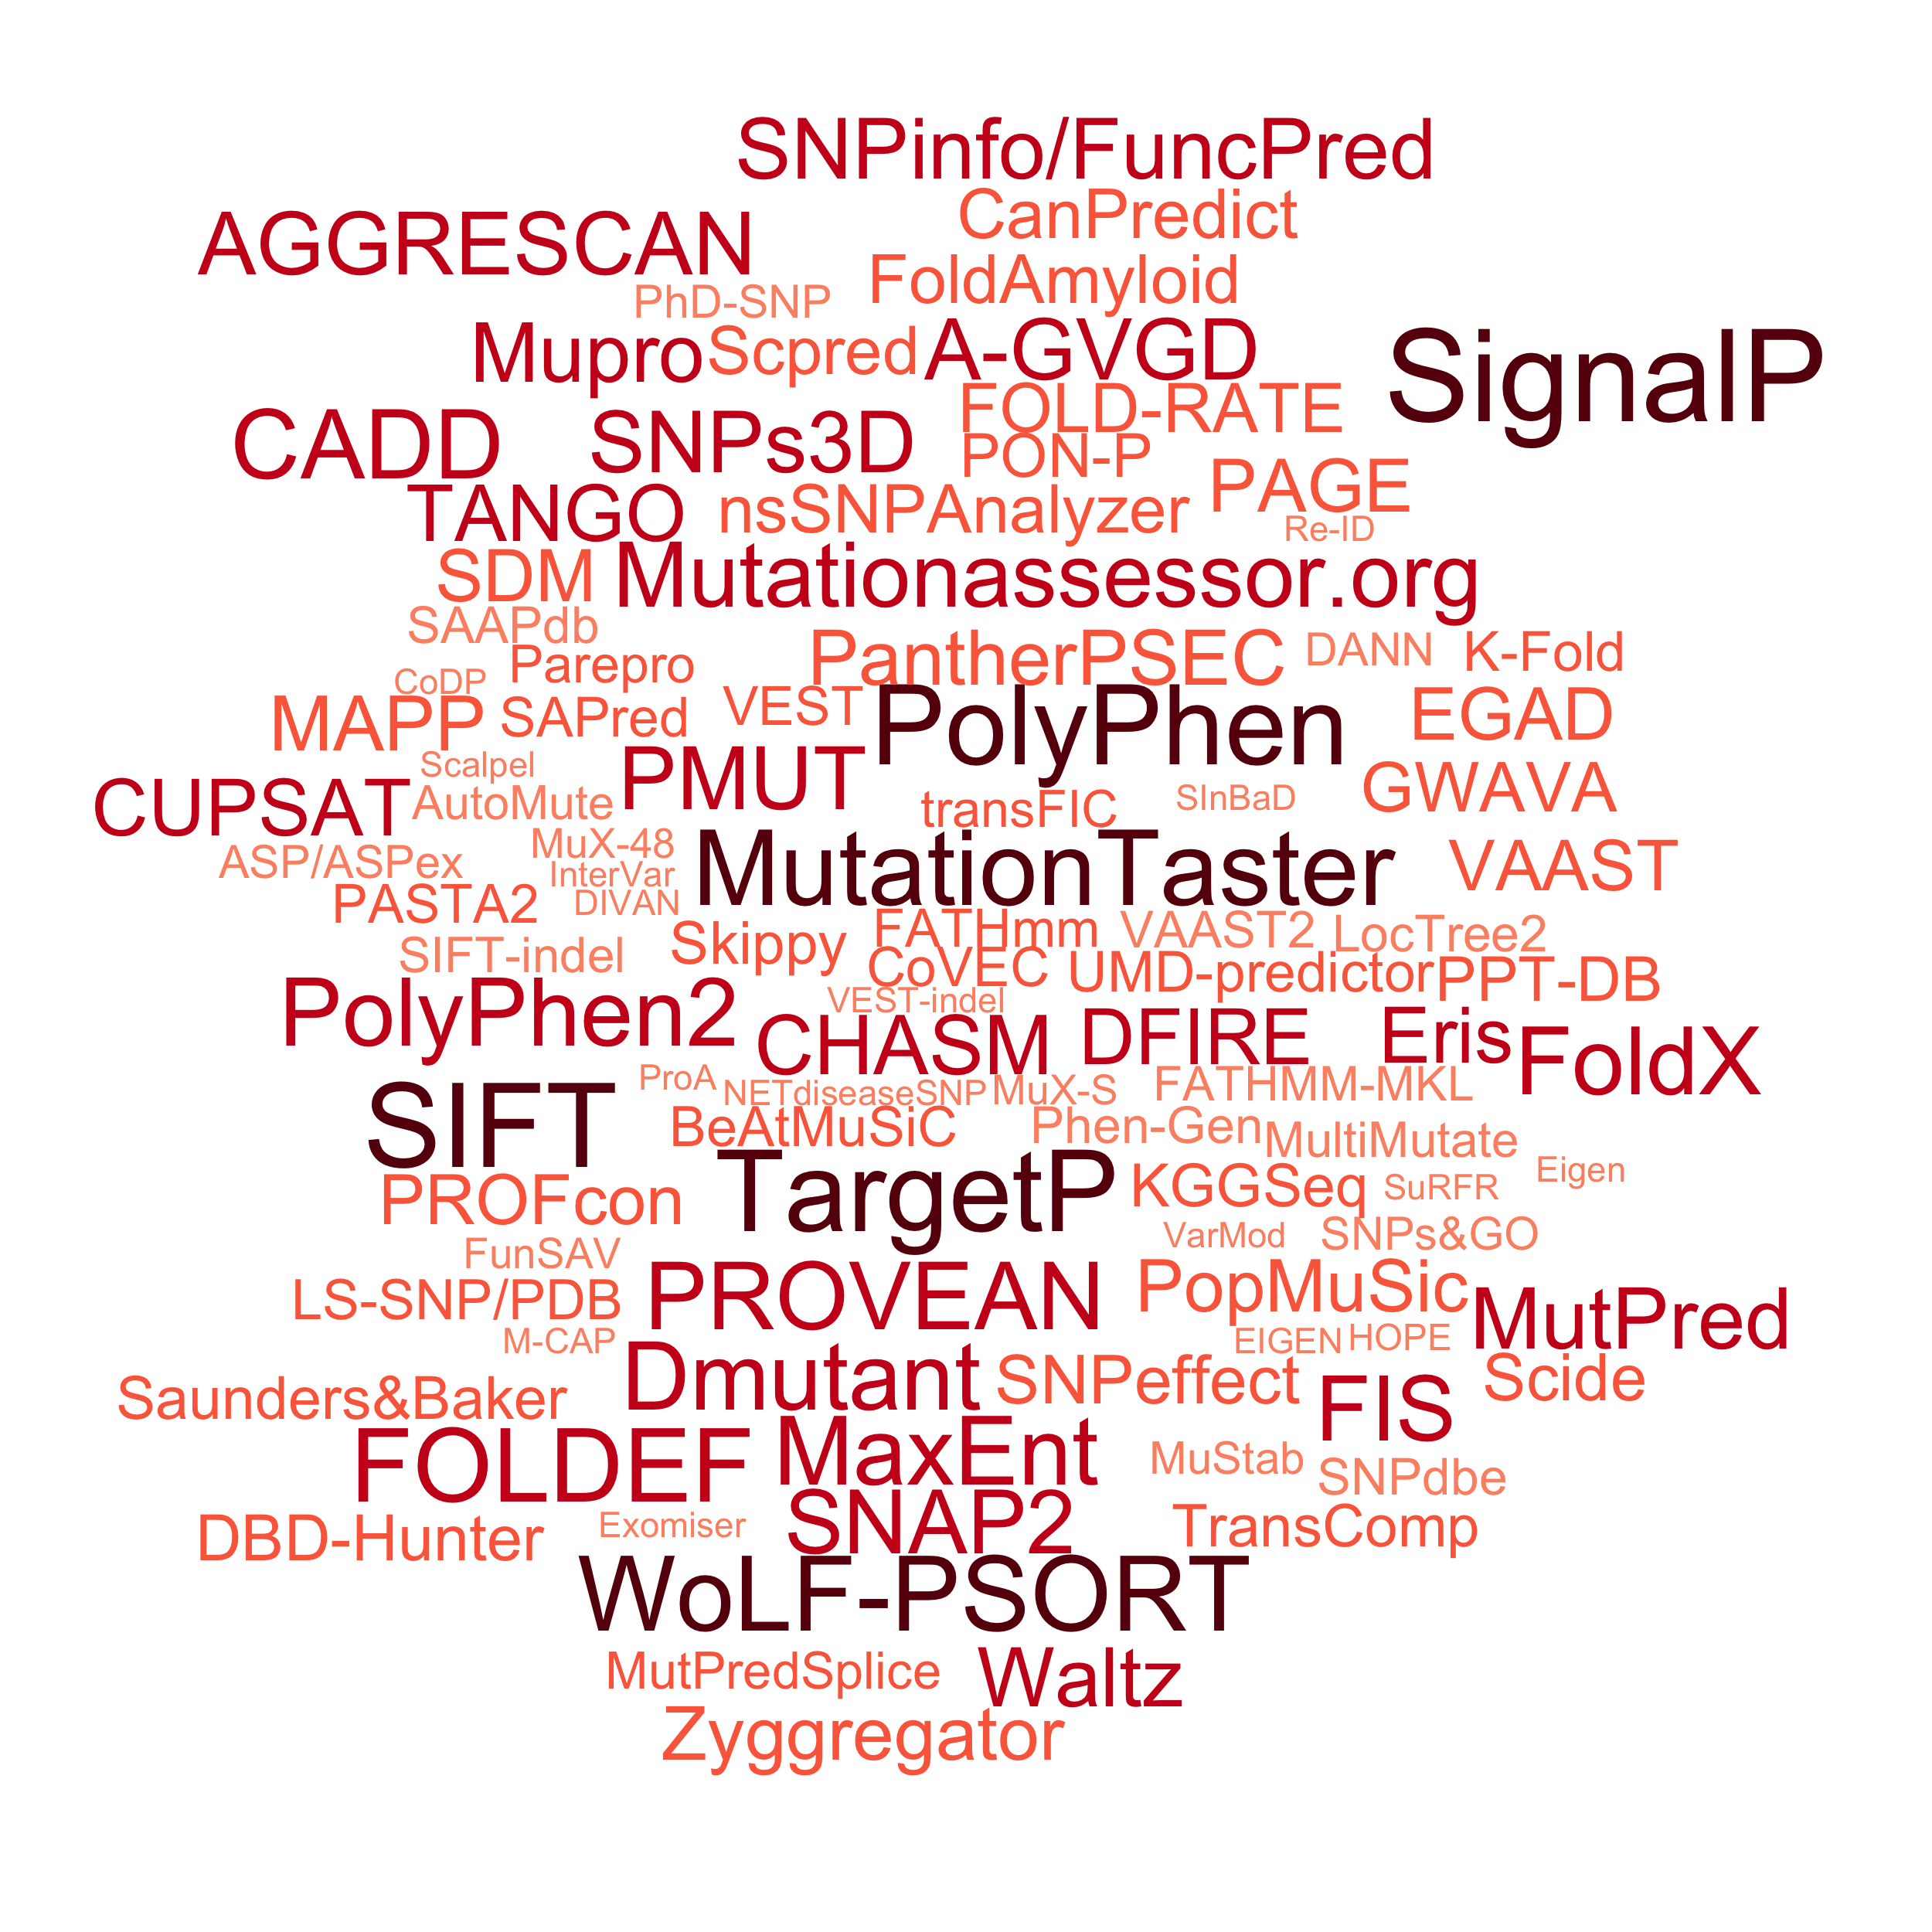 SNPinfo/FuncPred
CanPredict
AGGRESCAN
FoldAmyloid
PhD-SNP
Mupro Scpred A-GVGD
SignalP
FOLD-RATE
CADD SNPs3D
PON-P
PAGE
TANGO nsSNPAnalyzer
Re-ID
SDM Mutationassessor.org
SAAPdb
PantherPSEC DANN K-Fold
Parepro
CoDP
MAPP SAPred VEST PolyPhen EGAD
Scalpel
PMUT
GWAVA
CUPSAT AutoMute transFIC SInBaD
MuX-48
ASP/ASPex
InterVar
MutationTaster VAAST
PASTA2 DIVAN
FATHmm VAAST2 LocTree2
SIFT-indel Skippy
CoVEC UMD-predictor PPT-DB
VEST-indel
PolyPhen2
CHASM DFIRE Eris FoldX
ProA
NETdiseaseSNP MuX-S FATHMM-MKL
SIFT
BeAtMuSiC Phen-Gen MultiMutate
TargetP KGGSeq SuRFR Eigen
PROFcon
VarMod SNPs&GO
FunSAV
LS-SNP/PDB PROVEAN PopMuSic MutPred
M-CAP
EIGEN HOPE
Dmutant SNPeffect Scide
Saunders&Baker
FIS
FOLDEF MaxEnt
MuStab SNPdbe
Exomiser SNAP2 TransComp
DBD-Hunter
WoLF-PSORT
MutPredSplice Waltz
Zyggregator